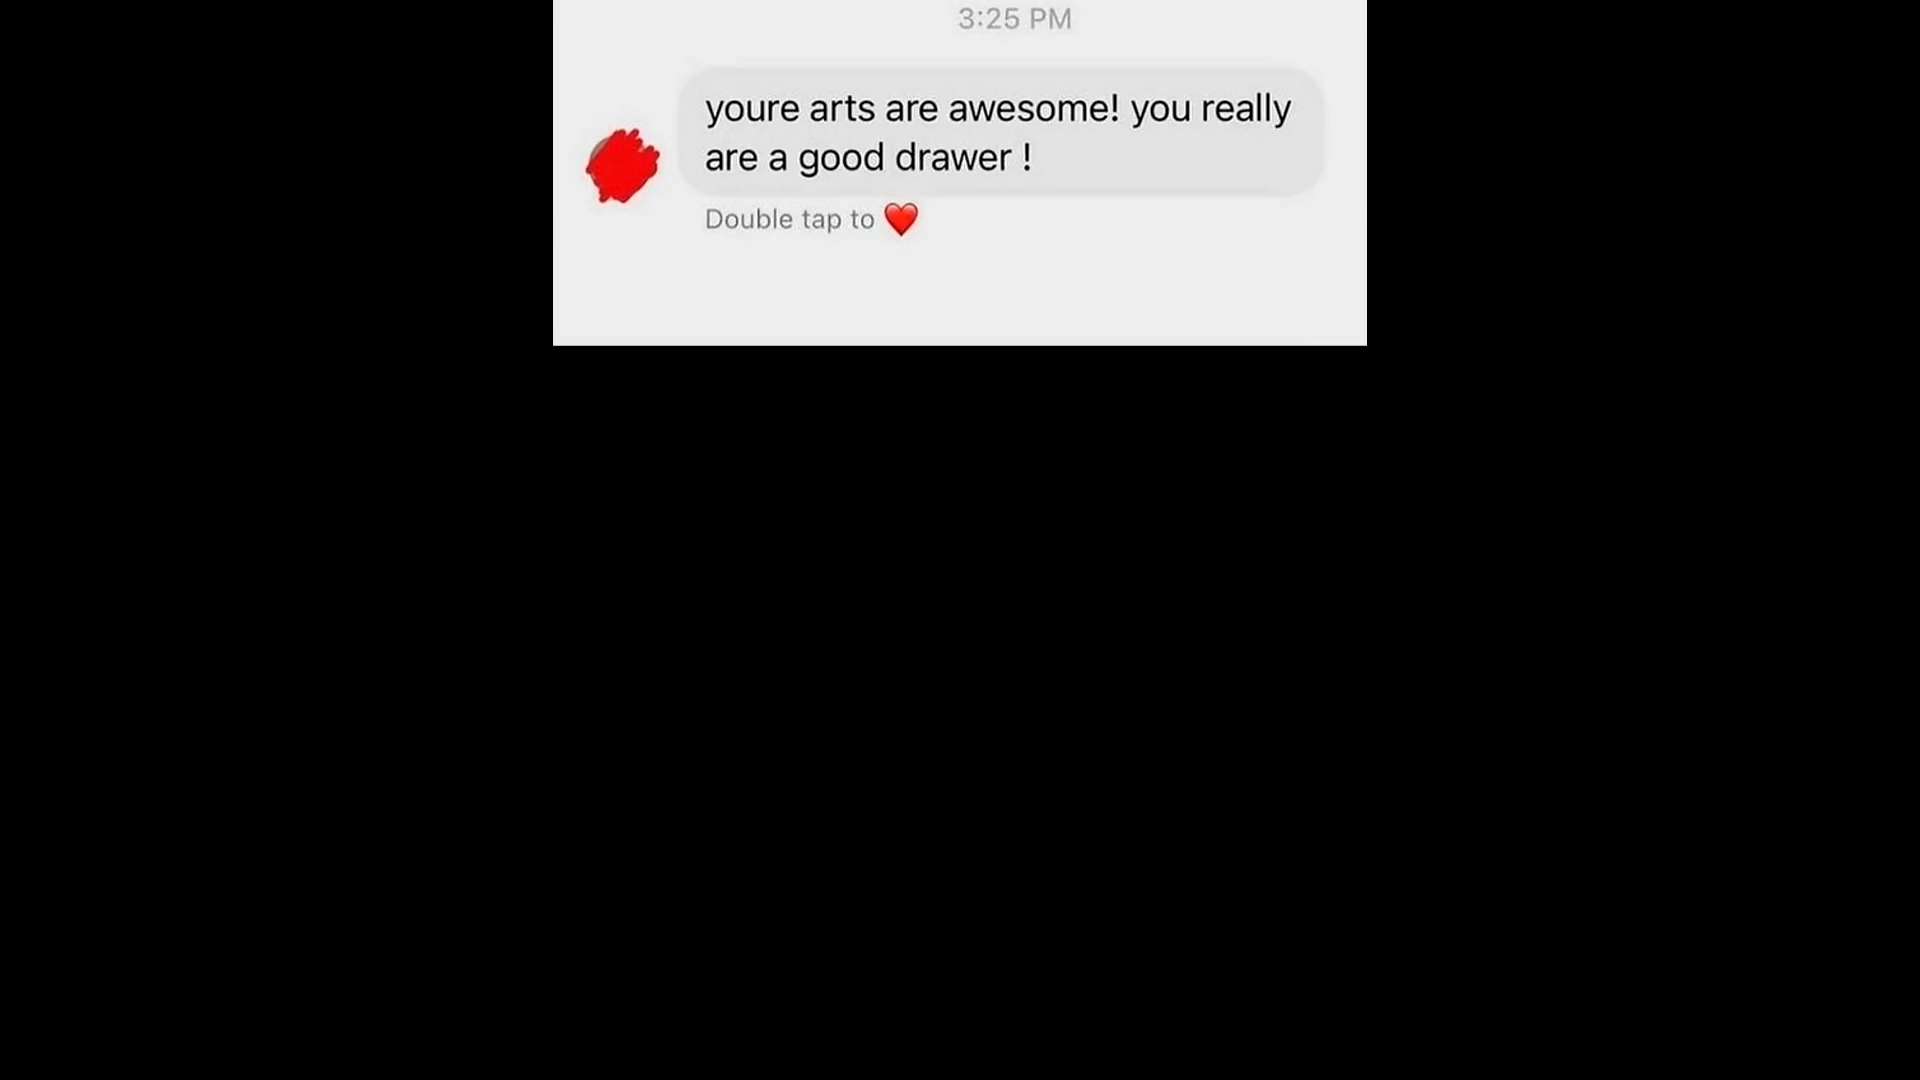 3:25 PM
youre arts are awesome! you really
are a good drawer !
Double tap to ❤️